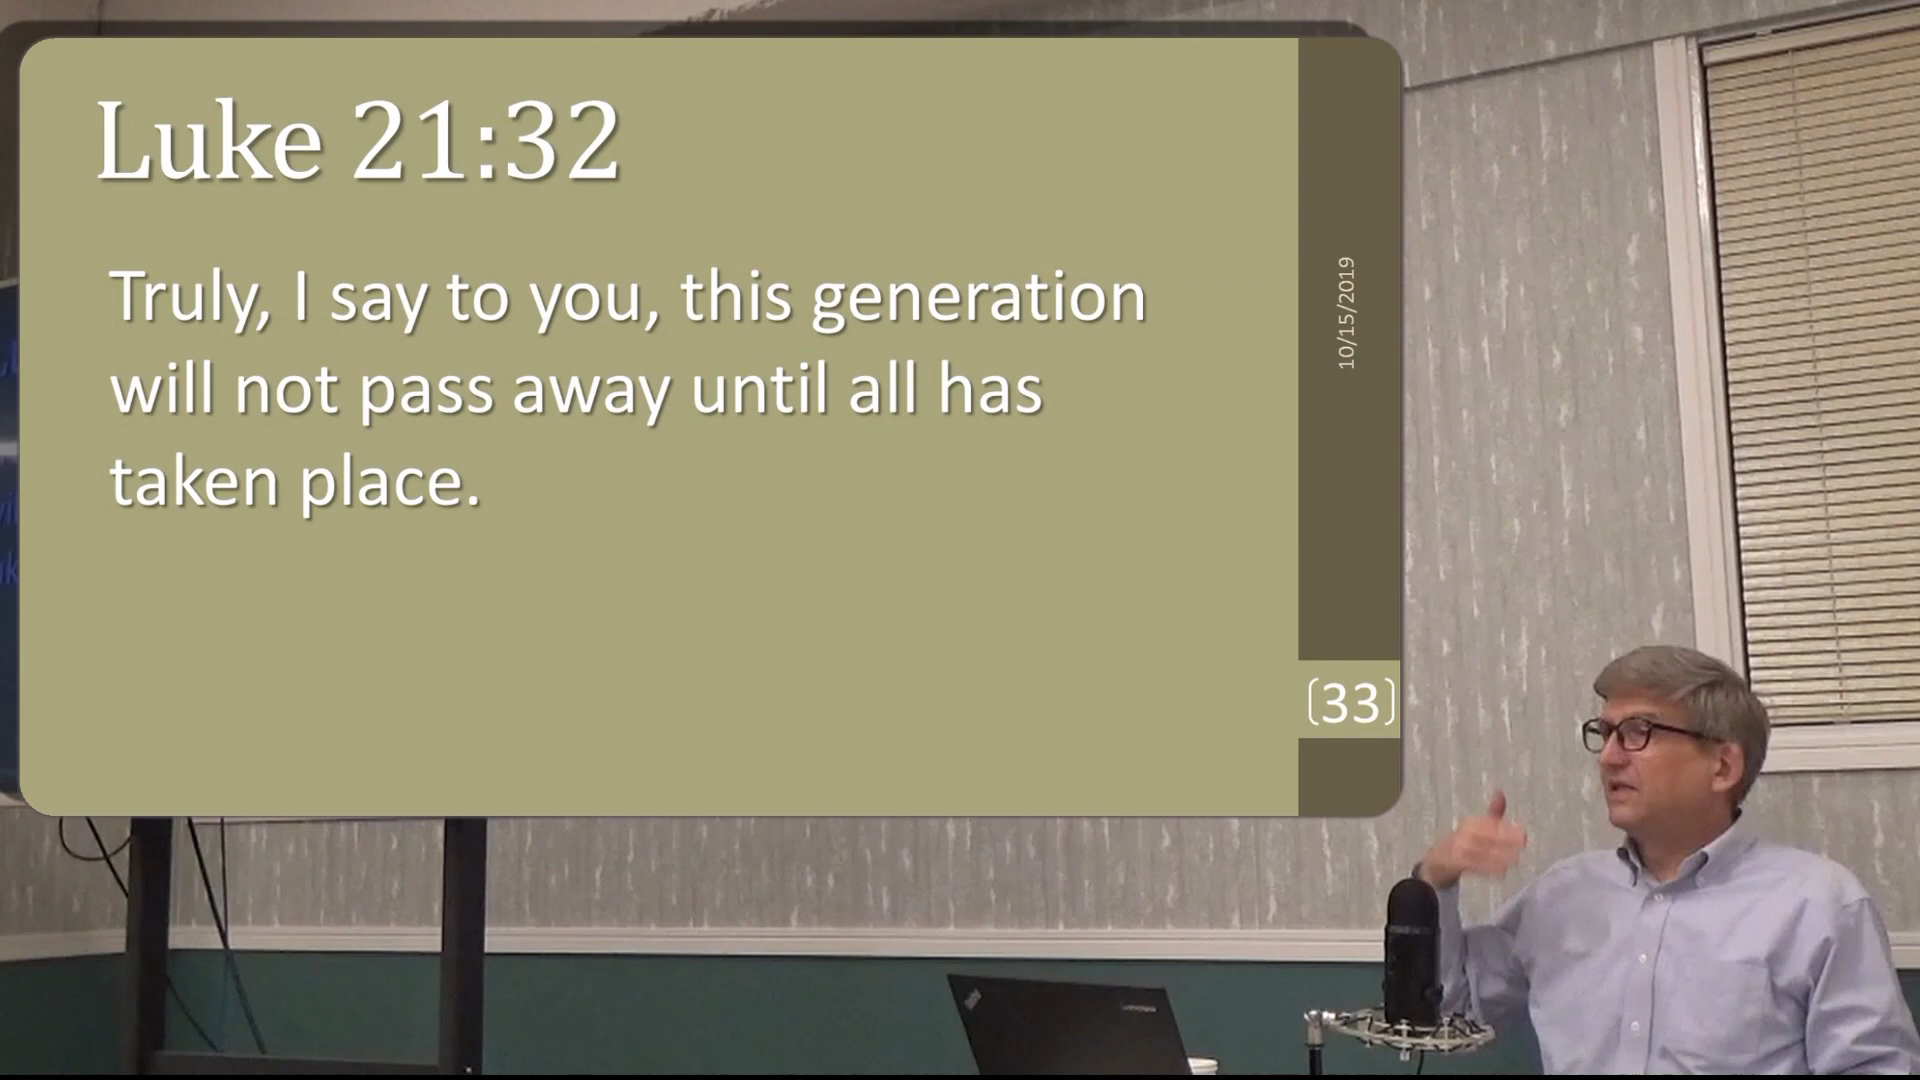 Luke 21:32
Truly, I say to you, this generation
will not pass away until all has
taken place.
10/15/2019
(33)